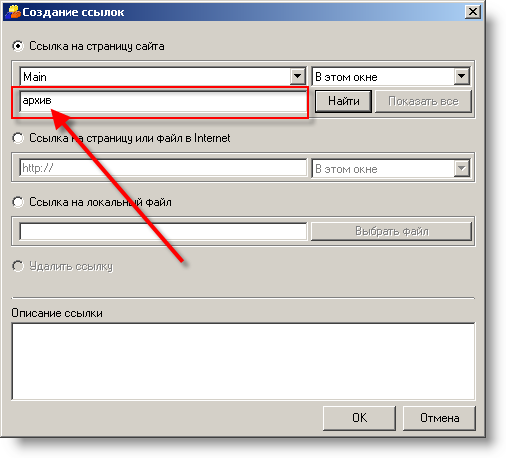 Создание ссылок
Ссылка на страницу сайта
Main В этом окне
архив Найти Показать все
Ссылка на страницу или файл в Internet
http:// В этом окне
Ссылка на локальный файл
Выбрать файл
Удалить ссылку
Описание ссылки
OK Отмена